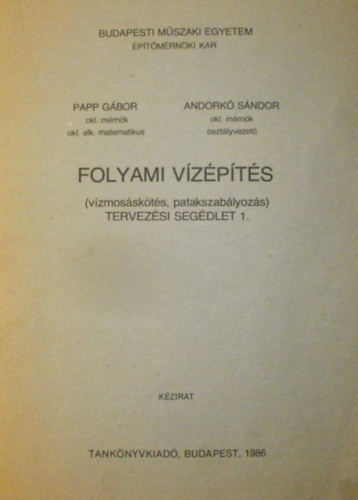 BUDAPESTI MŰSZAKI EGYETEM
ÉPÍTŐMÉRNÖKI KAR
PAPP GÁBOR
okl. mérnök
okl. alk. matematikus
ANDORKÓ SÁNDOR
okl. mérnök
osztályvezető
FOLYAMI VÍZÉPÍTÉS
(vízmosáskötés, patakszabályozás)
TERVEZÉSI SEGÉDLET 1.
KÉZIRAT
TANKÖNYVKIADÓ, BUDAPEST, 1986